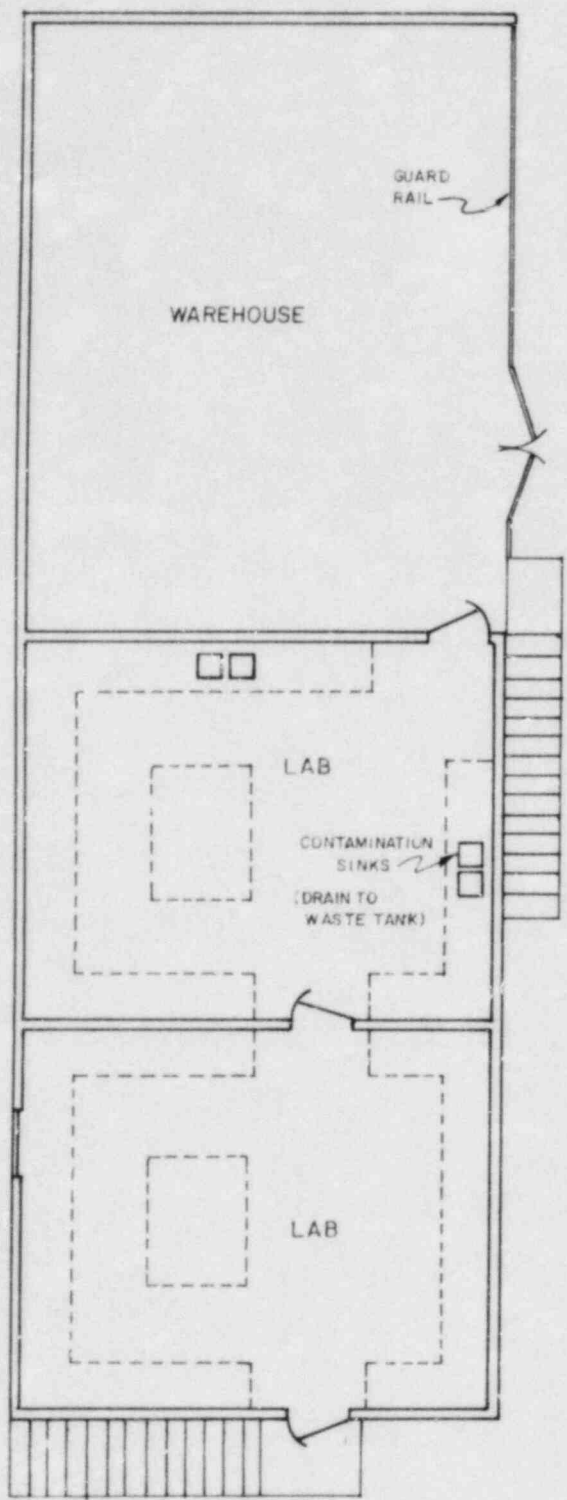 GUARD
RAIL
WAREHOUSE
LAB
CONTAMINATION
SINKS
(DRAIN TO
WASTE TANK)
LAB